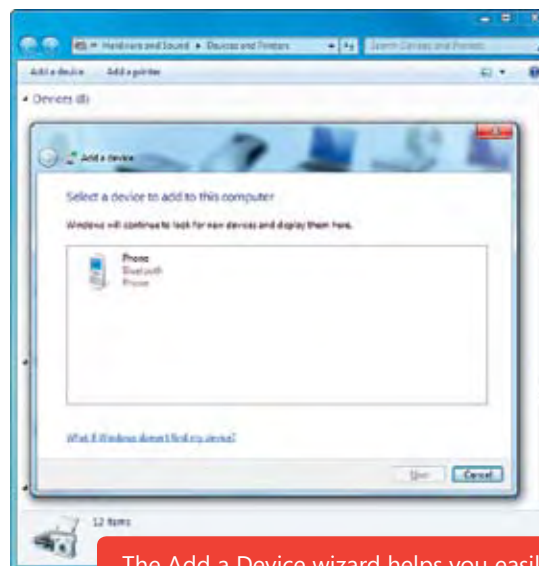 Hardware and Sound ▸ Devices and Printers
Search Devices and Printers
Add a device Add a printer
Devices (8)
Add a device
Select a device to add to this computer
Windows will continue to look for new devices and display them here.
Phone
Bluetooth
Phone
What if Windows doesn't find my device?
Next Cancel
12 items
The Add a Device wizard helps you easil